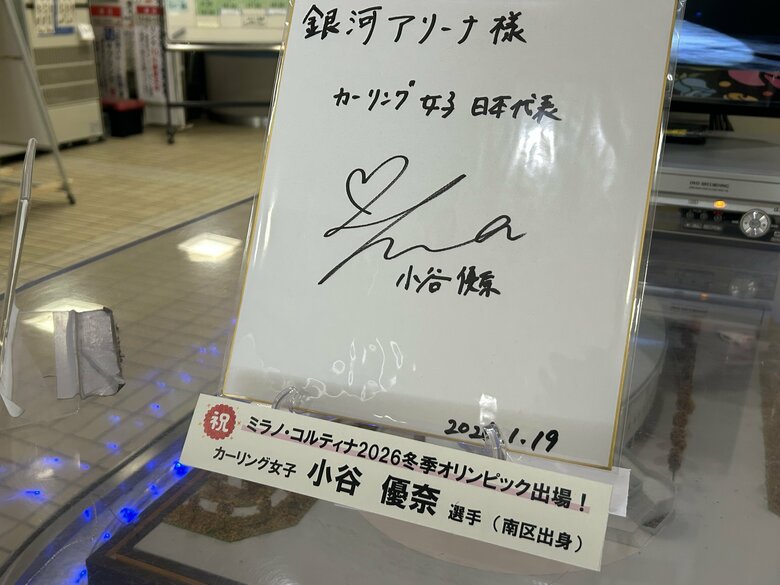 銀河アリーナ様
カーリング女子 日本代表
小谷優奈
1.19
祝
ミラノ・コルティナ2026冬季オリンピック出場！
カーリング女子 小谷 優奈 選手（南区出身）
DVD RECORDING